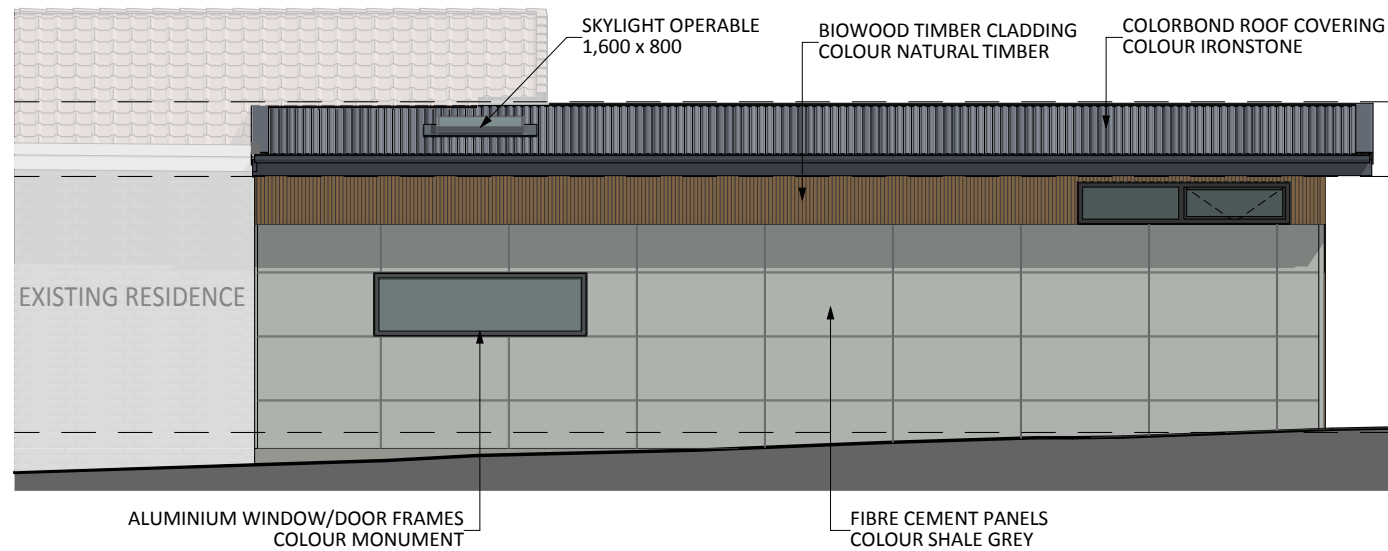 SKYLIGHT OPERABLE
1,600 x 800
BIOWOOD TIMBER CLADDING
COLOUR NATURAL TIMBER
COLORBOND ROOF COVERING
COLOUR IRONSTONE
EXISTING RESIDENCE
ALUMINIUM WINDOW/DOOR FRAMES
COLOUR MONUMENT
FIBRE CEMENT PANELS
COLOUR SHALE GREY